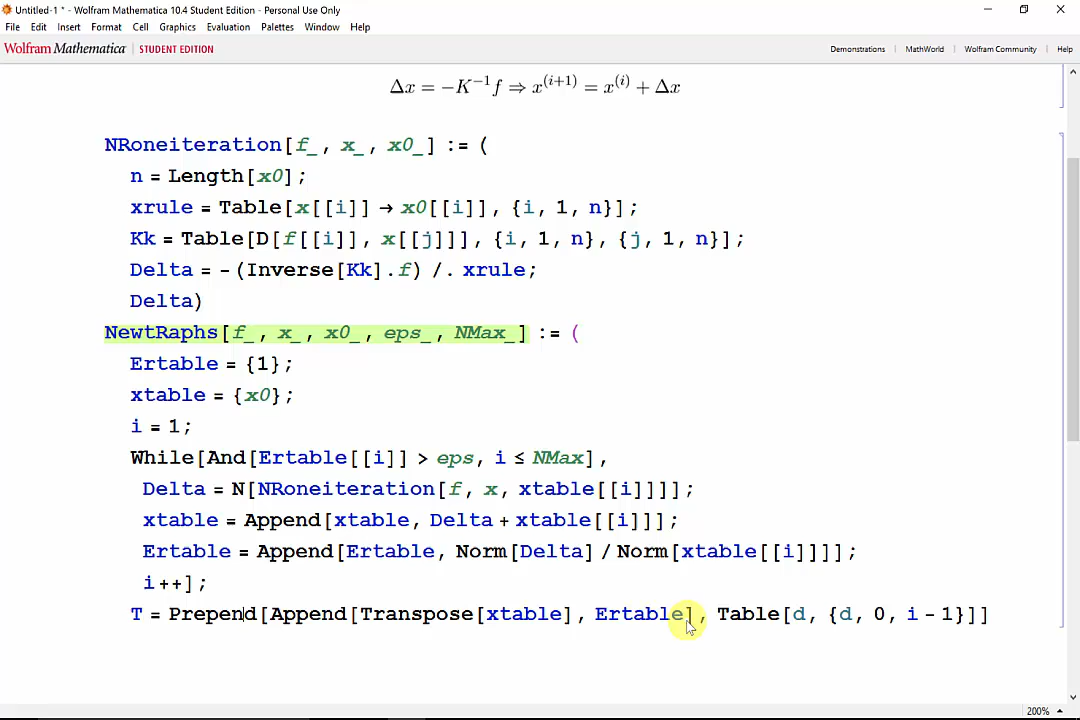 Untitled-1 * - Wolfram Mathematica 10.4 Student Edition - Personal Use Only
File Edit Insert Format Cell Graphics Evaluation Palettes Window Help
Wolfram Mathematica | STUDENT EDITION Demonstrations | MathWorld | Wolfram Community | Help
Δx = −K⁻¹f ⇒ x⁽ⁱ⁺¹⁾ = x⁽ⁱ⁾ + Δx
NRoneiteration[f_, x_, x0_] := (
n = Length[x0];
xrule = Table[x[[i]] → x0[[i]], {i, 1, n}];
Kk = Table[D[f[[i]], x[[j]]], {i, 1, n}, {j, 1, n}];
Delta = -(Inverse[Kk].f) /. xrule;
Delta)
NewtRaphs[f_, x_, x0_, eps_, NMax_] := (
Ertable = {1};
xtable = {x0};
i = 1;
While[And[Ertable[[i]] > eps, i ≤ NMax],
Delta = N[NRoneiteration[f, x, xtable[[i]]]];
xtable = Append[xtable, Delta + xtable[[i]]];
Ertable = Append[Ertable, Norm[Delta] / Norm[xtable[[i]]]];
i++];
T = Prepend[Append[Transpose[xtable], Ertable], Table[d, {d, 0, i - 1}]]
200%